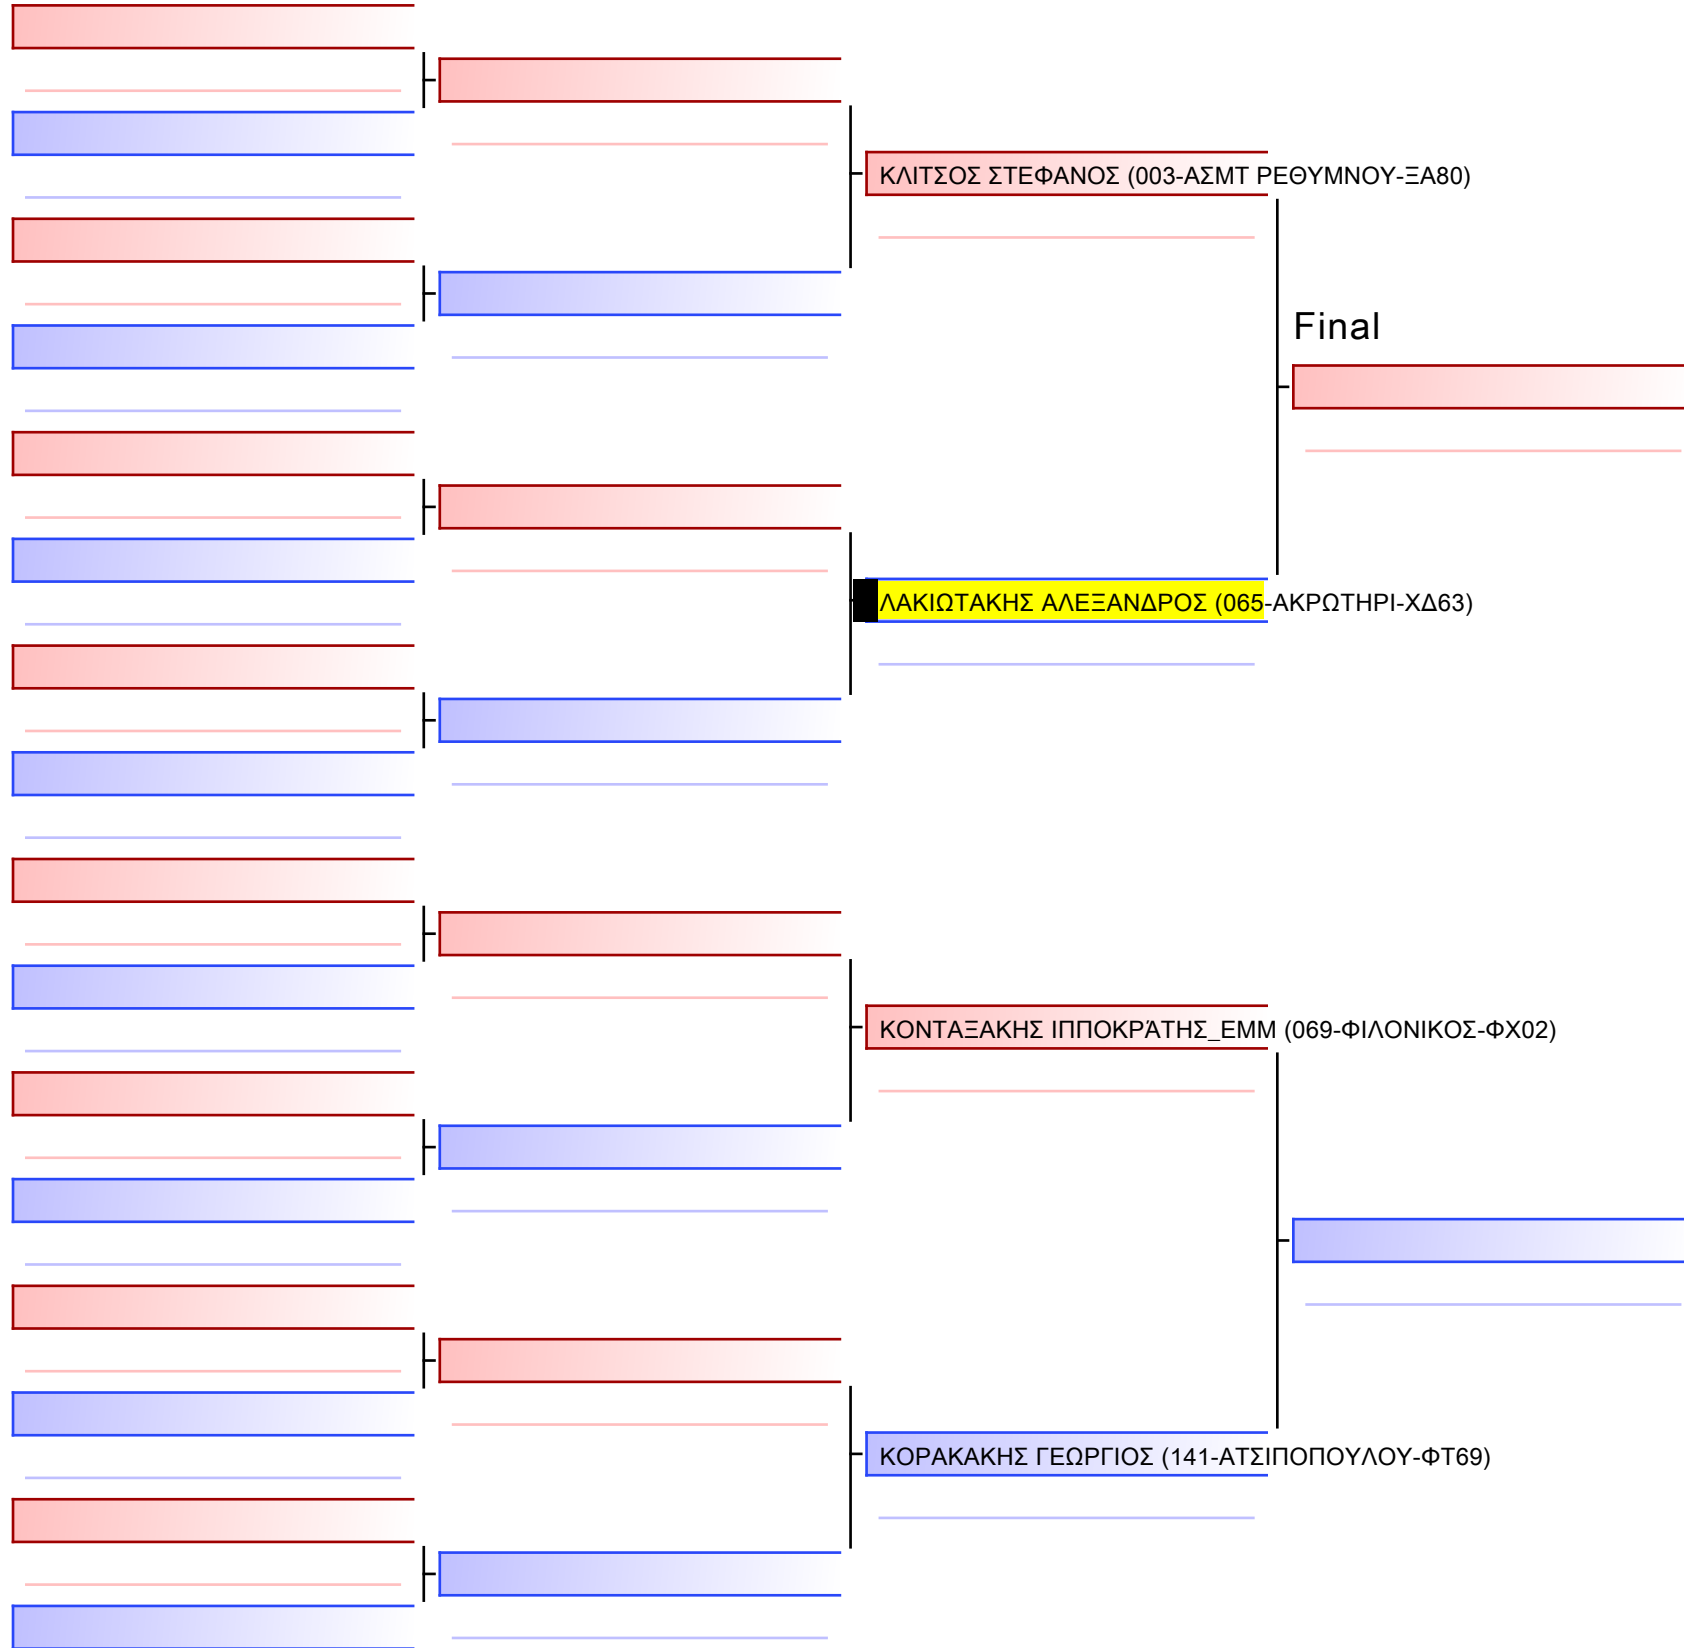 ΚΛΙΤΣΟΣ ΣΤΕΦΑΝΟΣ (003-ΑΣΜΤ ΡΕΘΥΜΝΟΥ-ΞΑ80)
Final
ΛΑΚΙΩΤΑΚΗΣ ΑΛΕΞΑΝΔΡΟΣ (065-ΑΚΡΩΤΗΡΙ-ΧΔ63)
ΚΟΝΤΑΞΑΚΗΣ ΙΠΠΟΚΡΆΤΗΣ_ΕΜΜ (069-ΦΙΛΟΝΙΚΟΣ-ΦΧ02)
ΚΟΡΑΚΑΚΗΣ ΓΕΩΡΓΙΟΣ (141-ΑΤΣΙΠΟΠΟΥΛΟΥ-ΦΤ69)